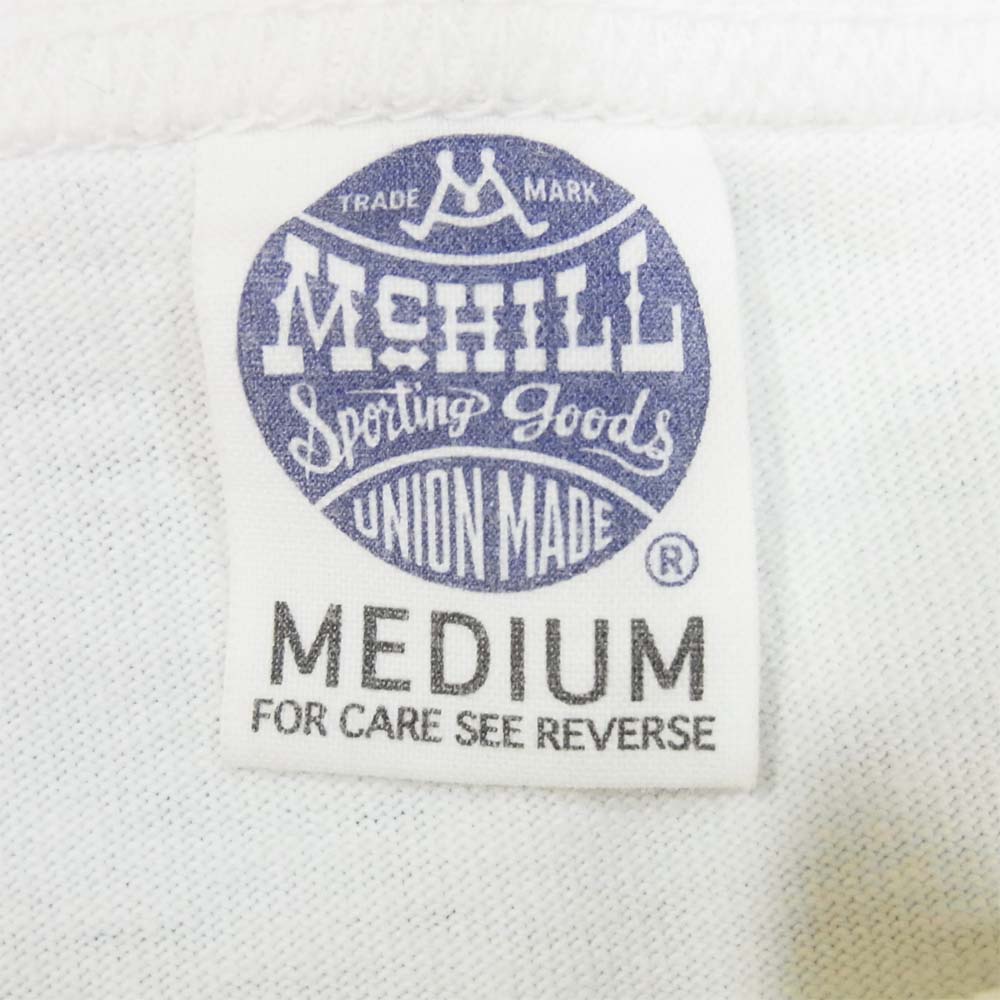 TRADE MARK
McHILL
Sporting Goods
UNION MADE
®
MEDIUM
FOR CARE SEE REVERSE